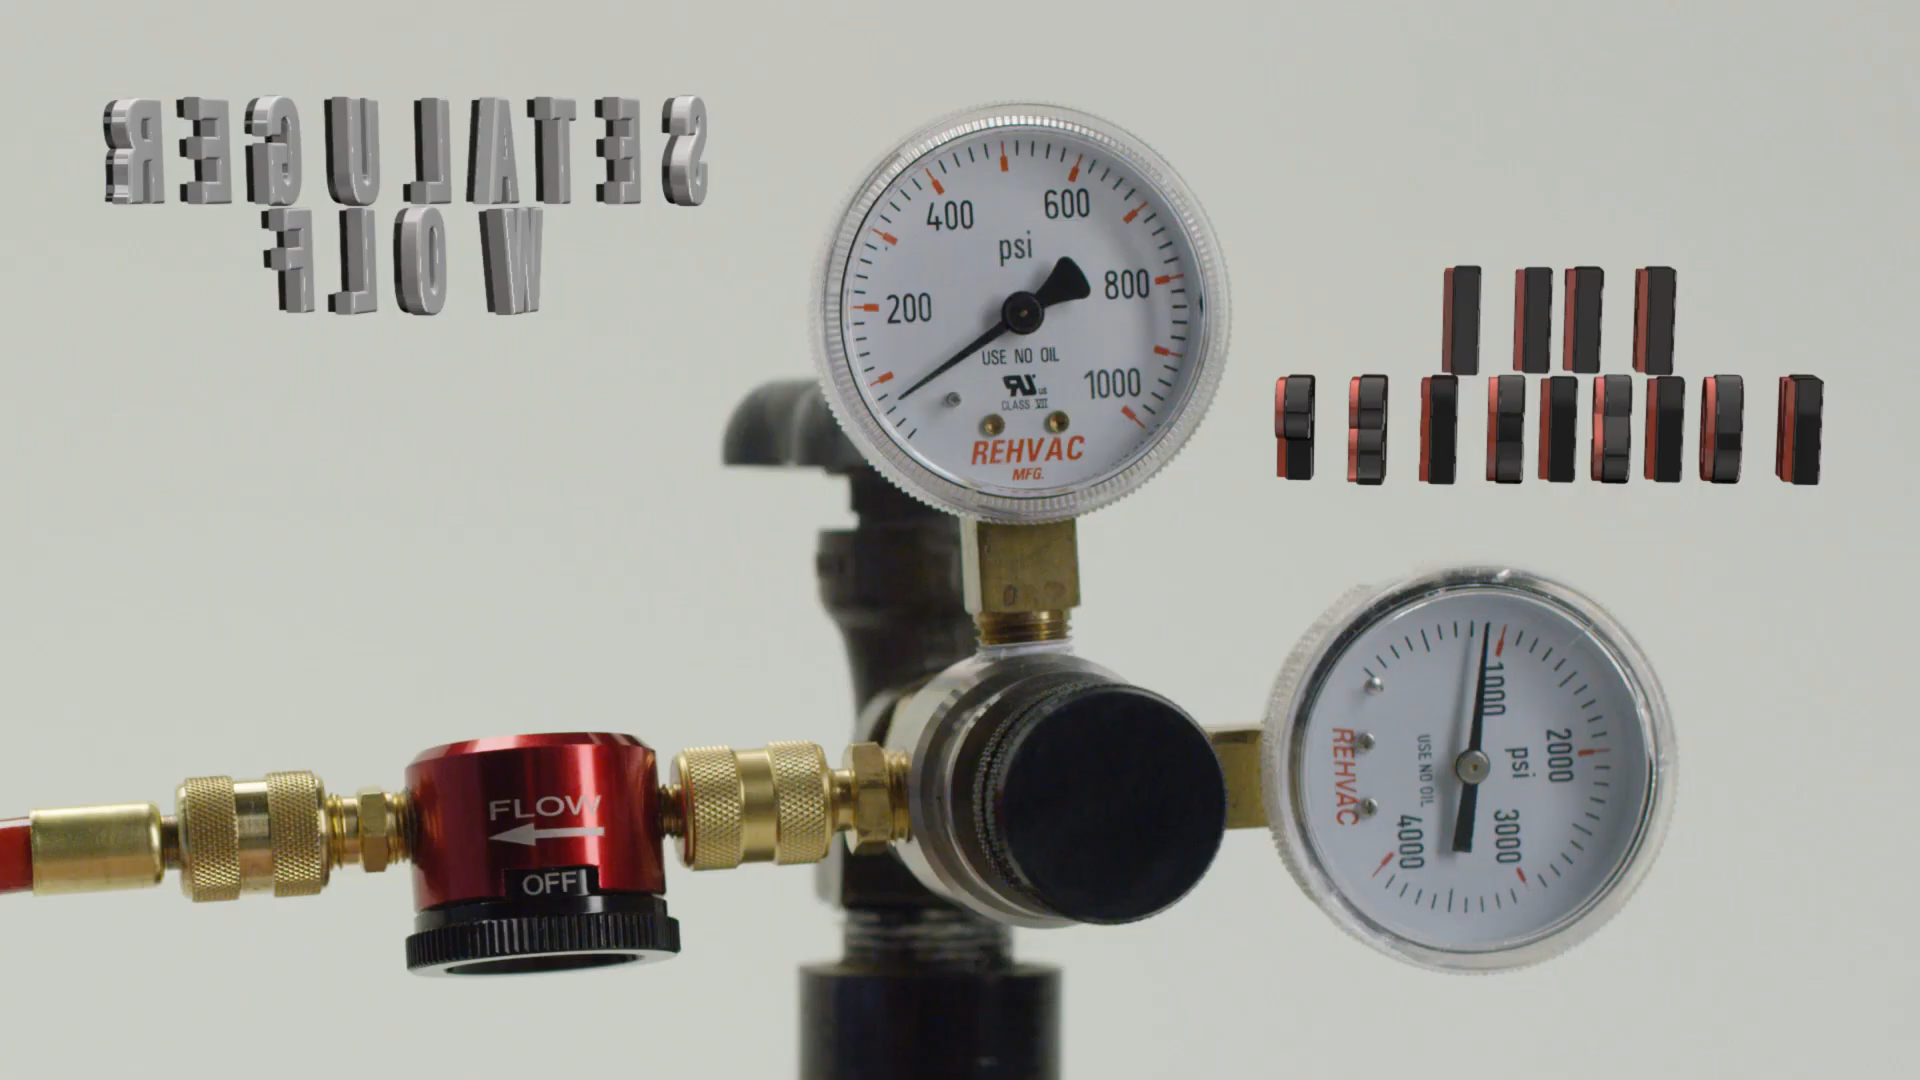 REGULATES
FLOW
400
600
psi
200
800
USE NO OIL
1000
CLASS VII
REHVAC
MFG.
1000
2000
psi
USE NO OIL
REHVAC
3000
4000
FLOW
OFF